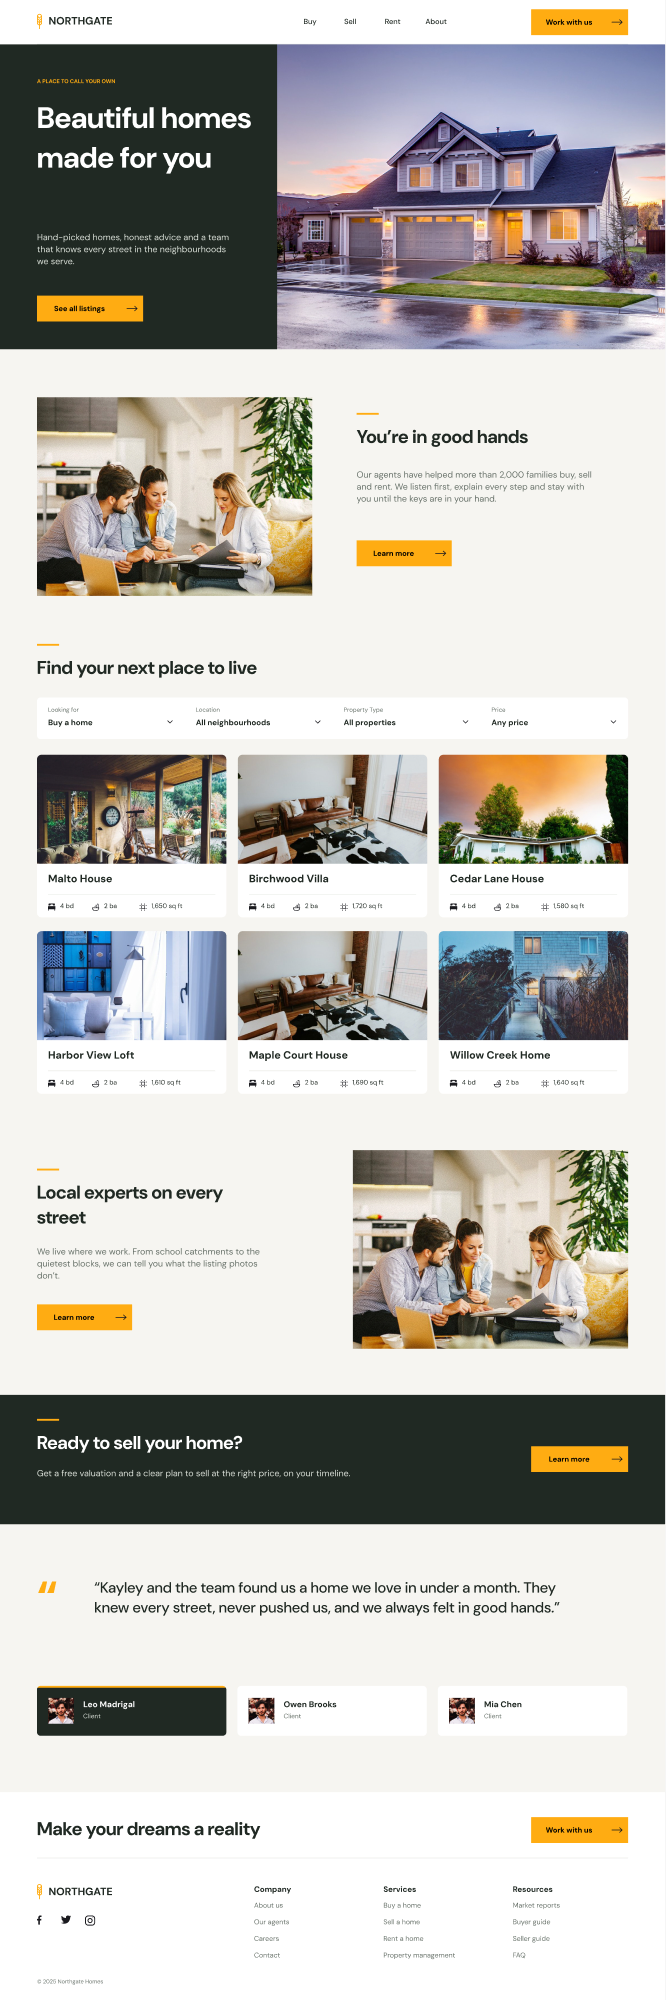 NORTHGATE
Buy
Sell
Rent
About
Work with us
A PLACE TO CALL YOUR OWN
Beautiful homes
made for you
Hand-picked homes, honest advice and a team
that knows every street in the neighbourhoods
we serve.
See all listings
You’re in good hands
Our agents have helped more than 2,000 families buy, sell
and rent. We listen first, explain every step and stay with
you until the keys are in your hand.
Learn more
Find your next place to live
Looking for
Buy a home
Location
All neighbourhoods
Property Type
All properties
Price
Any price
Malto House
4 bd 2 ba 1,650 sq ft
Birchwood Villa
4 bd 2 ba 1,720 sq ft
Cedar Lane House
4 bd 2 ba 1,580 sq ft
Harbor View Loft
4 bd 2 ba 1,610 sq ft
Maple Court House
4 bd 2 ba 1,690 sq ft
Willow Creek Home
4 bd 2 ba 1,640 sq ft
Local experts on every
street
We live where we work. From school catchments to the
quietest blocks, we can tell you what the listing photos
don’t.
Learn more
Ready to sell your home?
Get a free valuation and a clear plan to sell at the right price, on your timeline.
Learn more
“Kayley and the team found us a home we love in under a month. They
knew every street, never pushed us, and we always felt in good hands.”
Leo Madrigal
Client
Owen Brooks
Client
Mia Chen
Client
Make your dreams a reality
Work with us
NORTHGATE
Company
About us
Our agents
Careers
Contact
Services
Buy a home
Sell a home
Rent a home
Property management
Resources
Market reports
Buyer guide
Seller guide
FAQ
© 2025 Northgate Homes